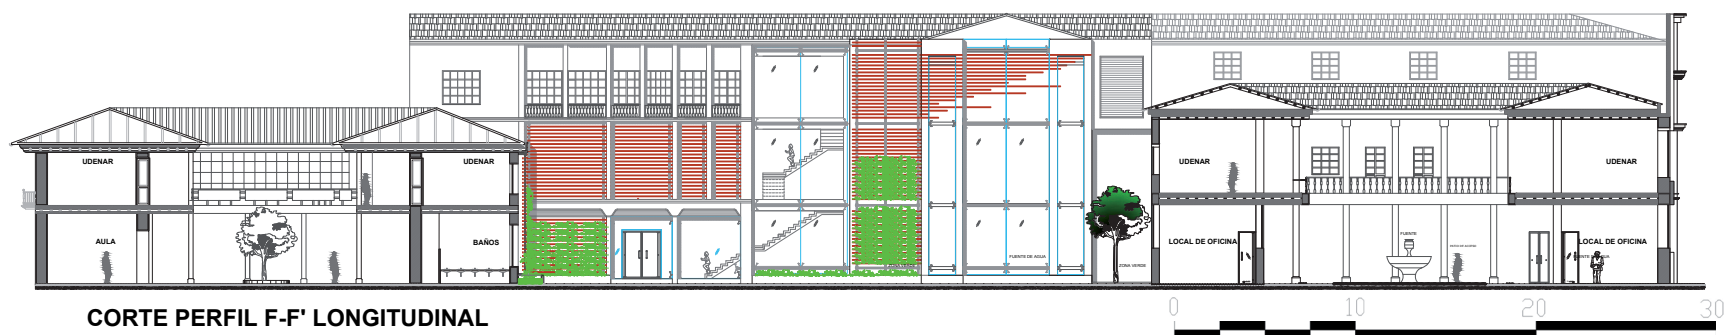 UDENAR
UDENAR
UDENAR
UDENAR
AULA
BAÑOS
LOCAL DE OFICINA
FUENTE
LOCAL DE OFICINA
FUENTE DE AGUA
ZONA VERDE
CORTE PERFIL F-F' LONGITUDINAL
0 10 20 30